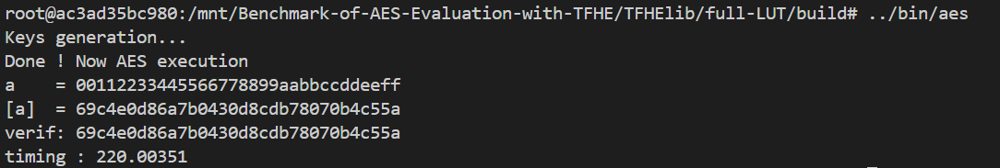 root@ac3ad35bc980:/mnt/Benchmark-of-AES-Evaluation-with-TFHE/TFHElib/full-LUT/build# ../bin/aes
Keys generation...
Done ! Now AES execution
a    = 00112233445566778899aabbccddeeff
[a]  = 69c4e0d86a7b0430d8cdb78070b4c55a
verif: 69c4e0d86a7b0430d8cdb78070b4c55a
timing : 220.00351